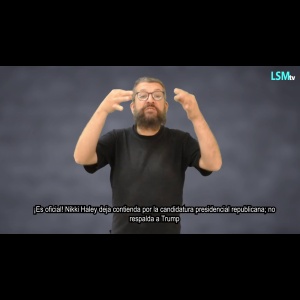 LSMtv
¡Es oficial! Nikki Haley deja contienda por la candidatura presidencial republicana; no
respalda a Trump